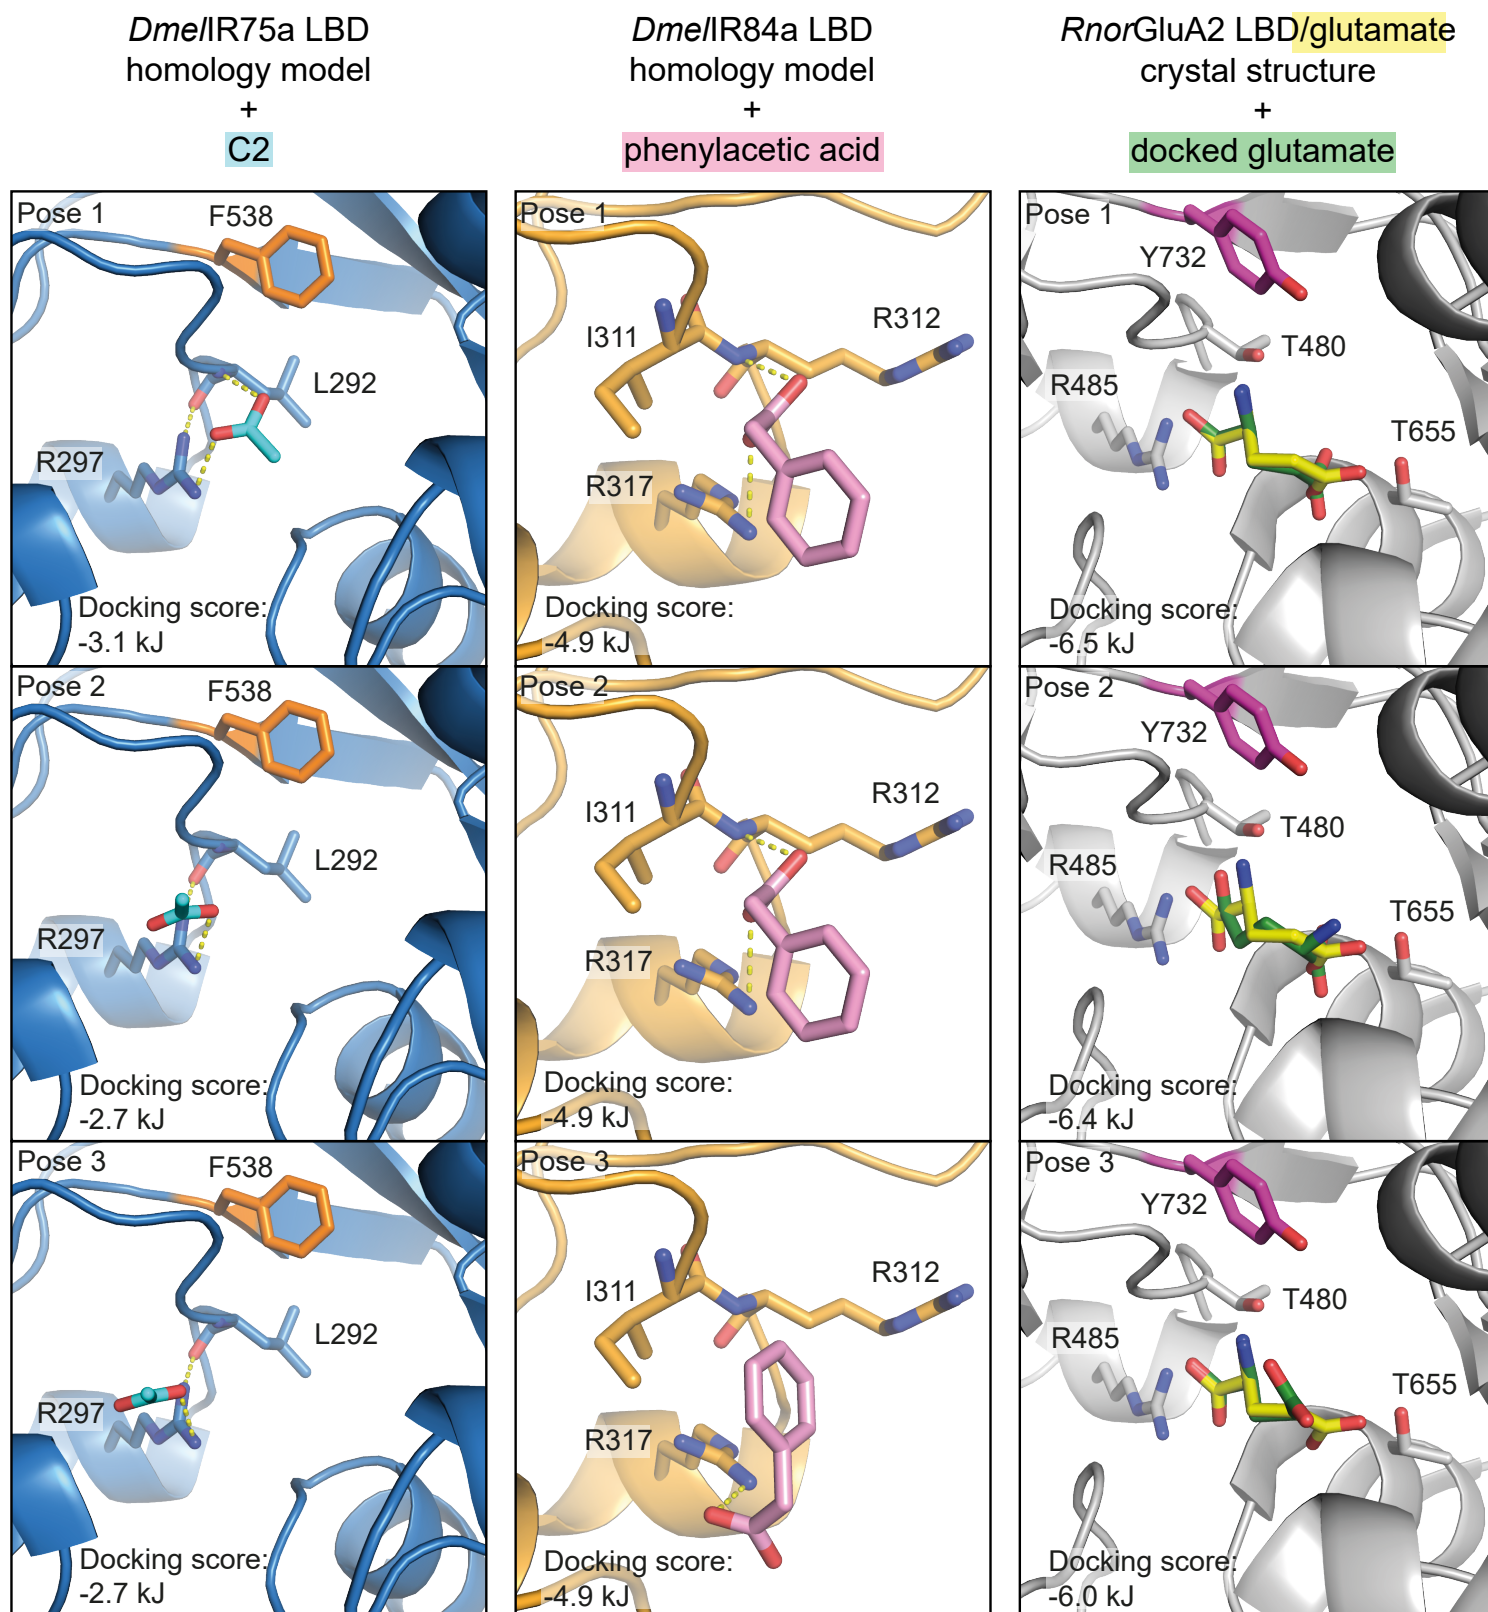 DmelIR75a LBD
homology model
+
C2
DmelIR84a LBD
homology model
+
phenylacetic acid
RnorGluA2 LBD/glutamate
crystal structure
+
docked glutamate
Pose 1
F538
L292
R297
Docking score:
-3.1 kJ
Pose 1
I311
R312
R317
Docking score:
-4.9 kJ
Pose 1
Y732
T480
R485
T655
Docking score:
-6.5 kJ
Pose 2
F538
L292
R297
Docking score:
-2.7 kJ
Pose 2
I311
R312
R317
Docking score:
-4.9 kJ
Pose 2
Y732
T480
R485
T655
Docking score:
-6.4 kJ
Pose 3
F538
L292
R297
Docking score:
-2.7 kJ
Pose 3
I311
R312
R317
Docking score:
-4.9 kJ
Pose 3
Y732
T480
R485
T655
Docking score:
-6.0 kJ